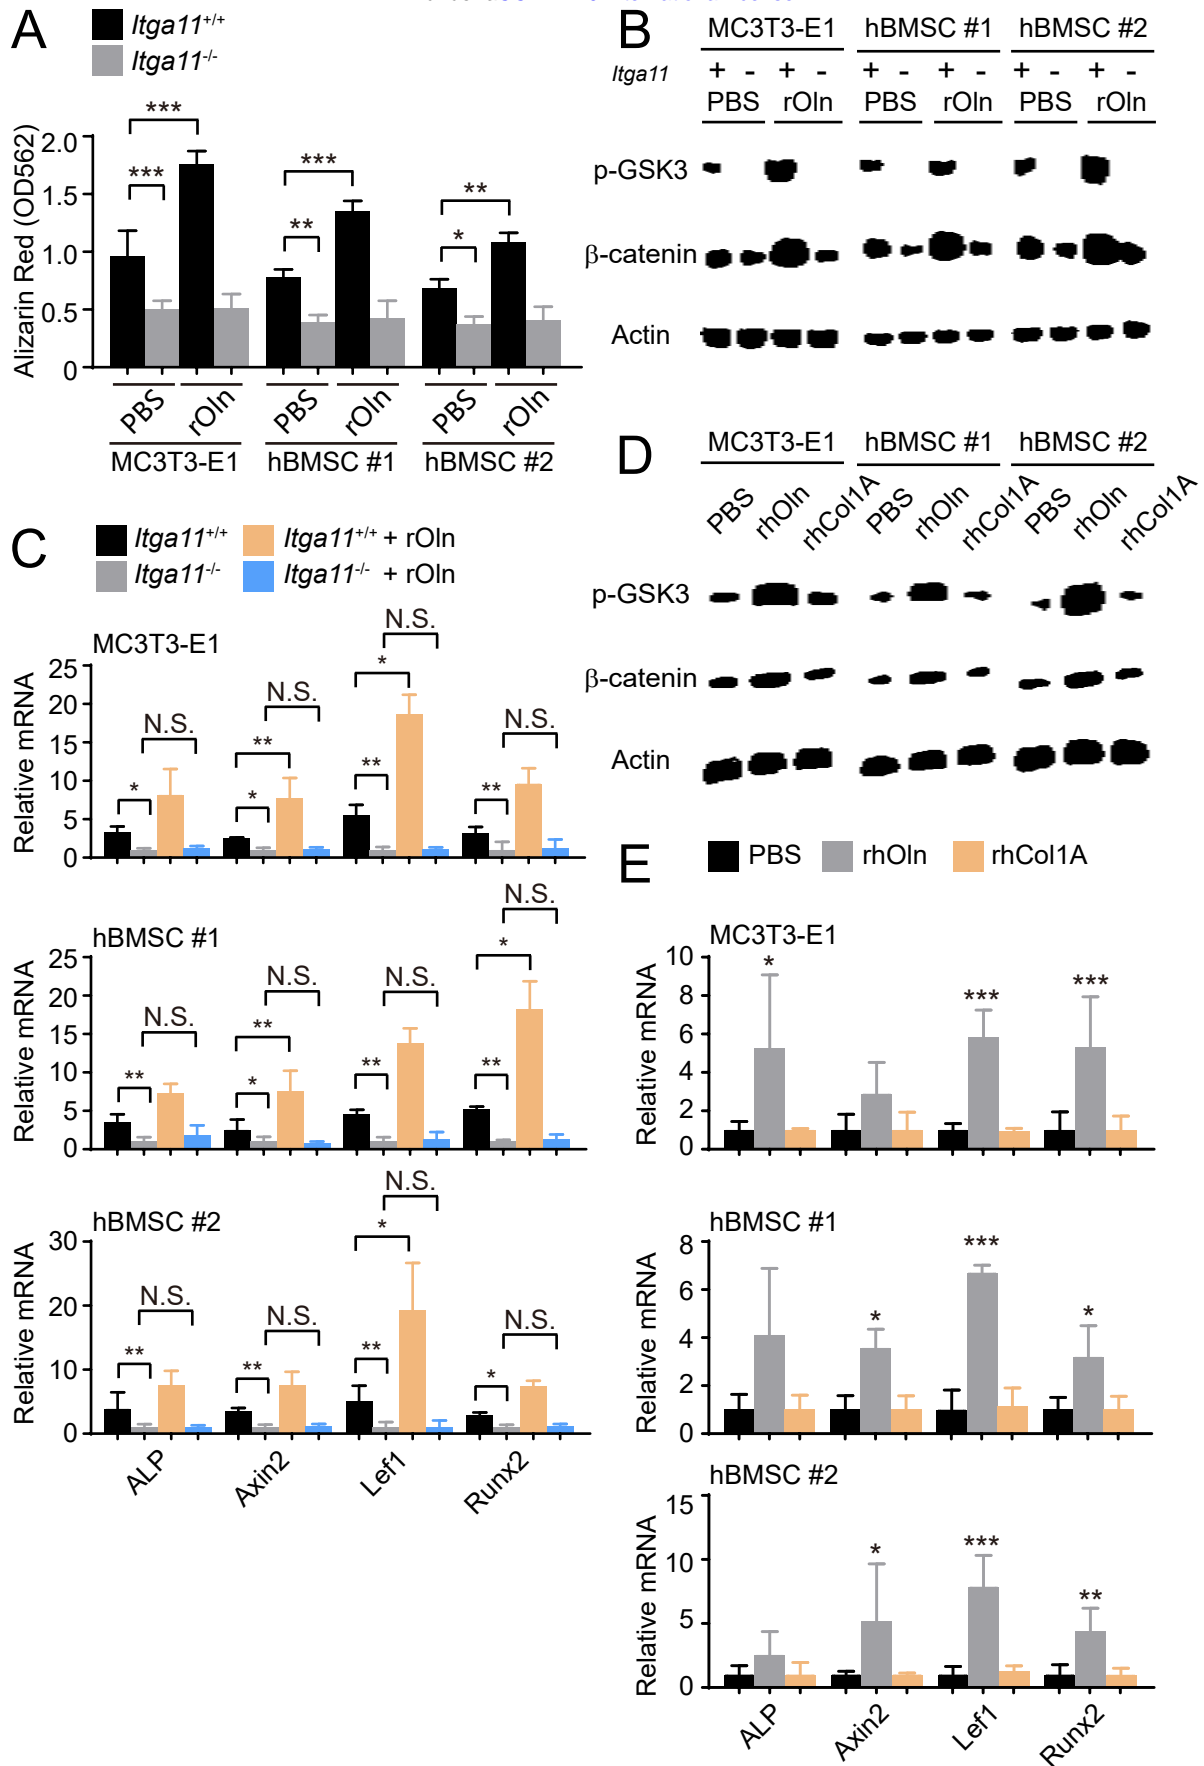 A
Itga11+/+
Itga11-/-
***
***
***
**
**
*
Alizarin Red (OD562)
2.0
1.5
1.0
0.5
0
PBS rOln PBS rOln PBS rOln
MC3T3-E1 hBMSC #1 hBMSC #2
B
MC3T3-E1 hBMSC #1 hBMSC #2
Itga11 + - + - + - + - + - + -
PBS rOln PBS rOln PBS rOln
p-GSK3
β-catenin
Actin
C
Itga11+/+ Itga11+/+ + rOln
Itga11-/- Itga11-/- + rOln
MC3T3-E1
Relative mRNA
25
20
15
10
5
0
* N.S. * ** N.S. ** * N.S. ** N.S.
hBMSC #1
Relative mRNA
25
20
15
10
5
0
** N.S. * ** N.S. ** N.S. ** * N.S.
hBMSC #2
Relative mRNA
30
20
10
0
** N.S. ** N.S. ** * N.S. * N.S.
ALP Axin2 Lef1 Runx2
D
MC3T3-E1 hBMSC #1 hBMSC #2
PBS rhOln rhCol1A PBS rhOln rhCol1A PBS rhOln rhCol1A
p-GSK3
β-catenin
Actin
E
PBS rhOln rhCol1A
MC3T3-E1
Relative mRNA
10
8
6
4
2
0
* *** ***
hBMSC #1
Relative mRNA
8
6
4
2
0
* *** *
hBMSC #2
Relative mRNA
15
10
5
0
* *** **
ALP Axin2 Lef1 Runx2